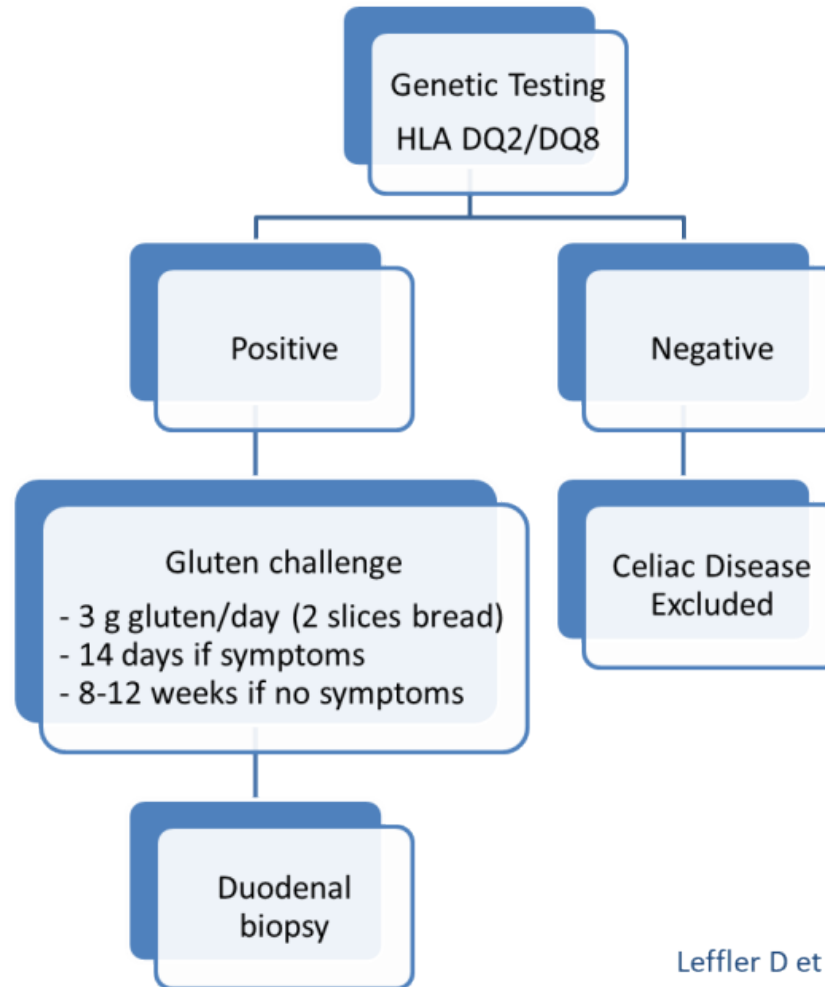 Genetic Testing
HLA DQ2/DQ8
Positive
Negative
Gluten challenge
- 3 g gluten/day (2 slices bread)
- 14 days if symptoms
- 8-12 weeks if no symptoms
Celiac Disease
Excluded
Duodenal
biopsy
Leffler D et